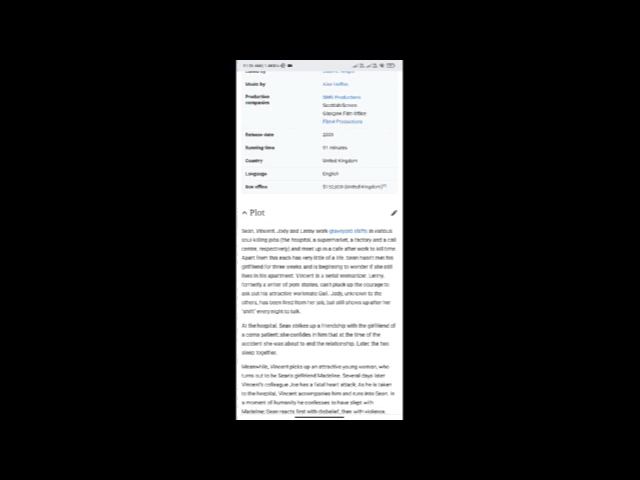 Music by
Production
companies
Scottish Screen
Glasgow Film Office
Film4 Productions
Release date
2005
Running time
91 minutes
Country
United Kingdom
Language
English
Box office
(United Kingdom)
Plot
Sean, Vincent, Jody and Lenny work graveyard shifts in various
soul-killing jobs (the hospital, a supermarket, a factory and a call
centre, respectively) and meet up in a cafe after work to kill time.
Apart from this each has very little of a life. Sean hasn't met his
girlfriend for three weeks and is beginning to wonder if she still
lives in his apartment. Vincent is a serial womanizer. Lenny,
formerly a writer of porn stories, can't pluck up the courage to
ask out his attractive workmate Gail. Jody, unknown to the
others, has been fired from her job, but still shows up after her
"shift" every night to talk.
At the hospital, Sean strikes up a friendship with the girlfriend of
a coma patient; she confides in him that at the time of the
accident she was about to end the relationship. Later, the two
sleep together.
Meanwhile, Vincent picks up an attractive young woman, who
turns out to be Sean's girlfriend Madeline. Several days later
Vincent's colleague Joe has a fatal heart attack. As he is taken
to the hospital, Vincent accompanies him and runs into Sean. In
a moment of humanity he confesses to have slept with
Madeline; Sean reacts first with disbelief, then with violence.